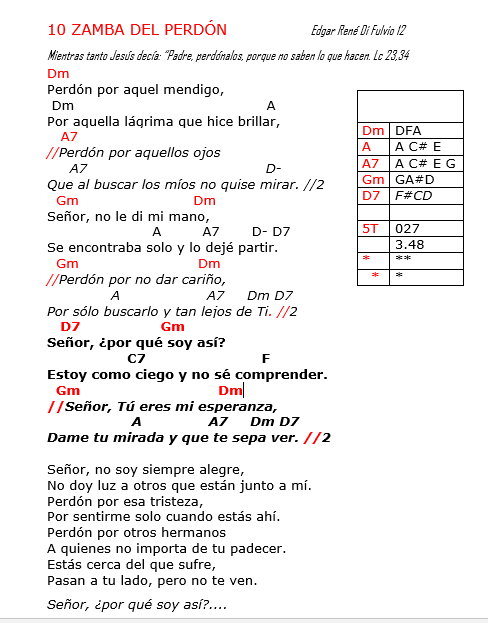 10 ZAMBA DEL PERDÓN Edgar René Di Fulvio 12
Mientras tanto Jesús decía: "Padre, perdónalos, porque no saben lo que hacen. Lc 23,34
Dm
Perdón por aquel mendigo,
Dm A
Por aquella lágrima que hice brillar,
A7
//Perdón por aquellos ojos
A7 D-
Que al buscar los míos no quise mirar. //2
Gm Dm
Señor, no le di mi mano,
A A7 D- D7
Se encontraba solo y lo dejé partir.
Gm Dm
//Perdón por no dar cariño,
A A7 Dm D7
Por sólo buscarlo y tan lejos de Ti. //2
D7 Gm
Señor, ¿por qué soy así?
C7 F
Estoy como ciego y no sé comprender.
Gm Dm
//Señor, Tú eres mi esperanza,
A A7 Dm D7
Dame tu mirada y que te sepa ver. //2
Señor, no soy siempre alegre,
No doy luz a otros que están junto a mí.
Perdón por esa tristeza,
Por sentirme solo cuando estás ahí.
Perdón por otros hermanos
A quienes no importa de tu padecer.
Estás cerca del que sufre,
Pasan a tu lado, pero no te ven.
Señor, ¿por qué soy así?....
Dm DFA
A A C# E
A7 A C# E G
Gm GA#D
D7 F#CD
5T 027
3.48
* **
* *